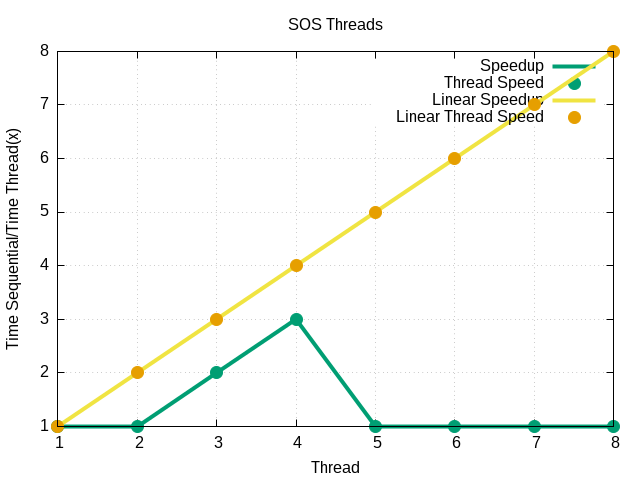 SOS Threads
8
7
6
5
4
3
2
1
Time Sequential/Time Thread(x)
Speedup
Thread Speed
Linear Speedup
Linear Thread Speed
1 2 3 4 5 6 7 8
Thread